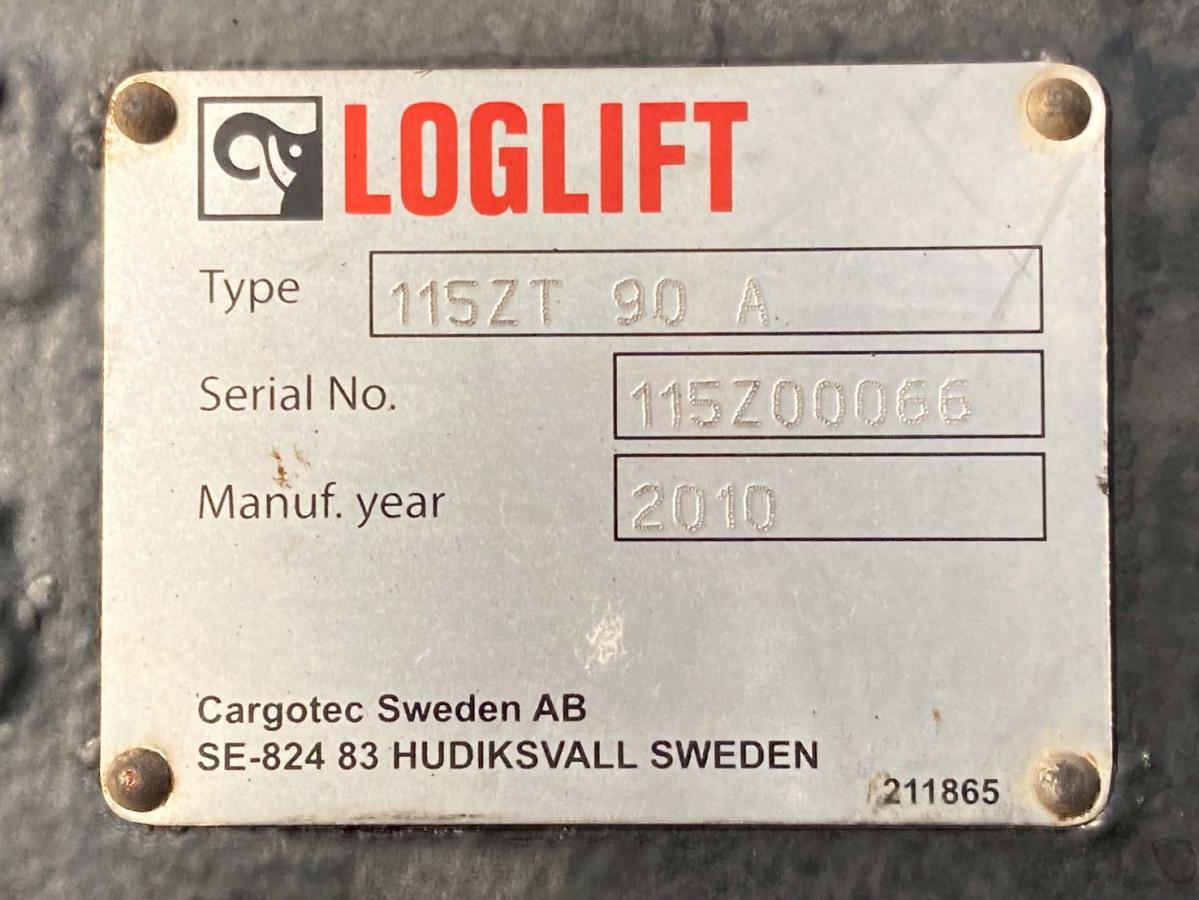 LOGLIFT
Type 115ZT 90 A
Serial No. 115Z00066
Manuf. year 2010
Cargotec Sweden AB
SE-824 83 HUDIKSVALL SWEDEN
211865